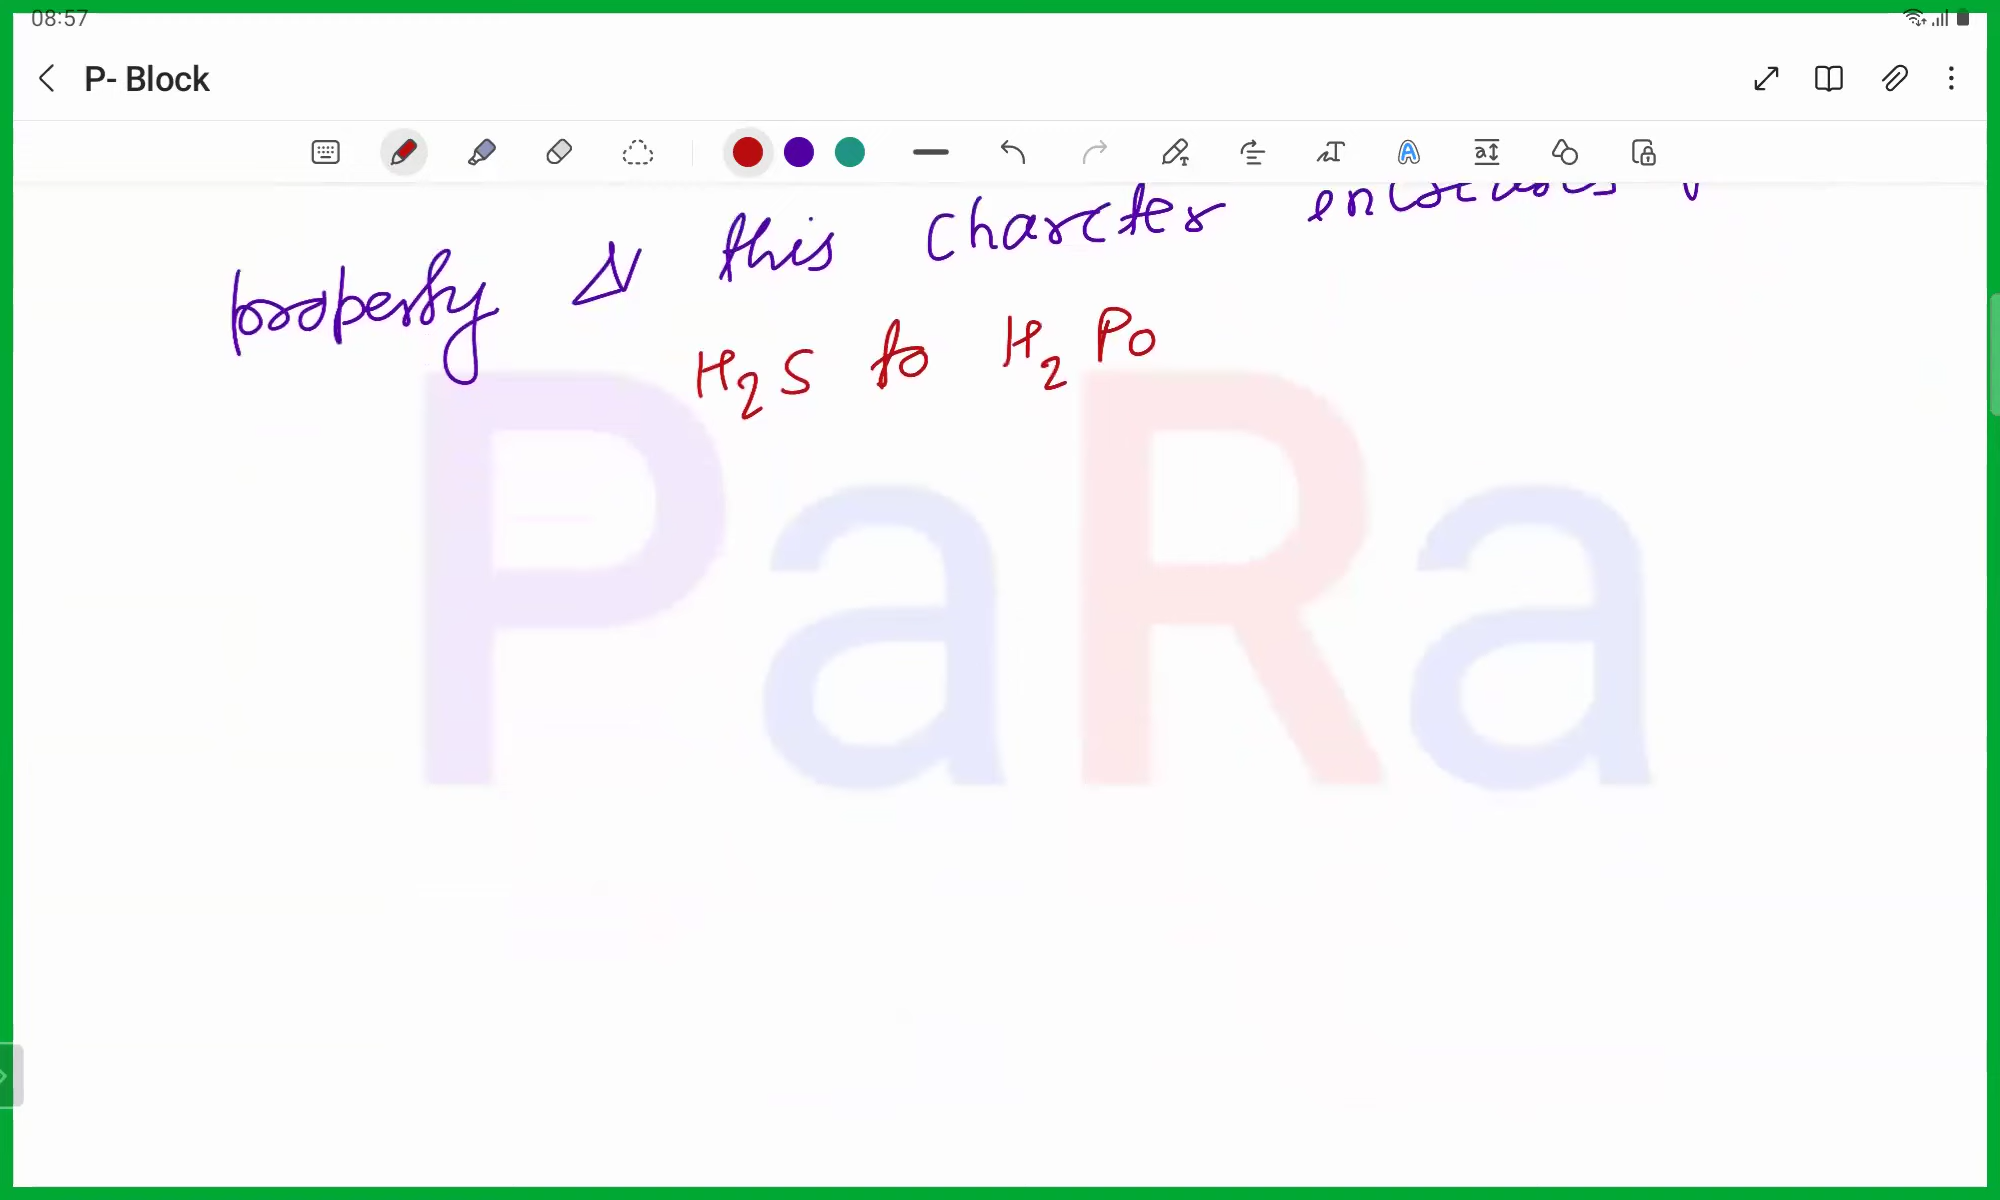 08:57
P- Block
this charcter
property &
H2S to H2Po
PaRa